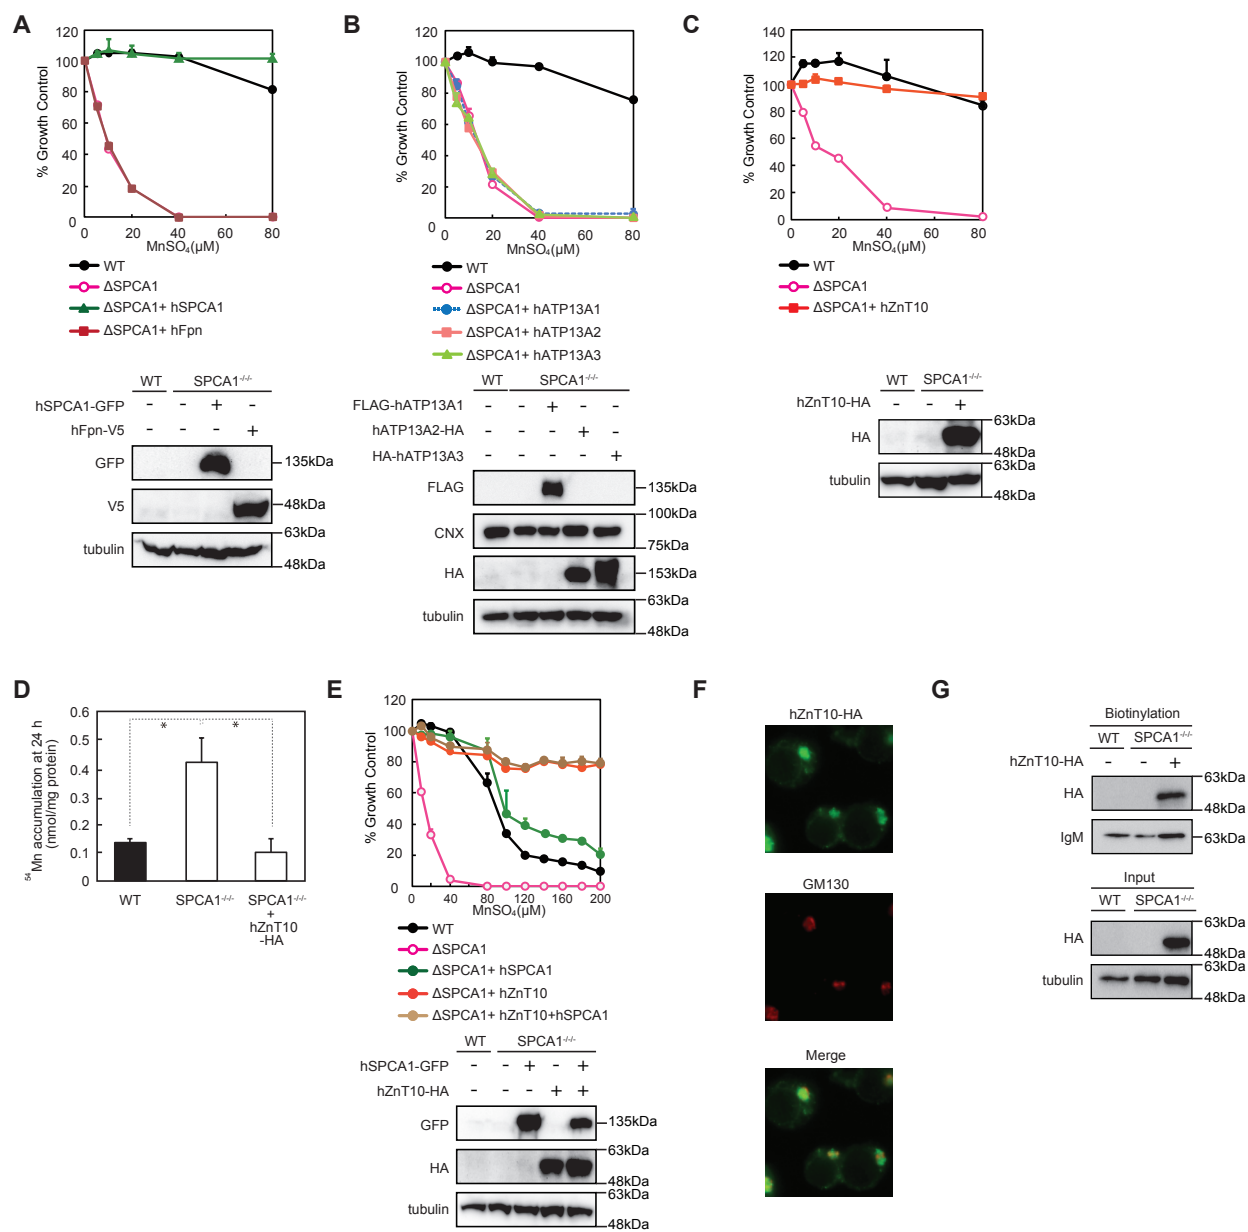 A
120
100
80
60
40
20
0
% Growth Control
0 20 40 60 80
MnSO₄(μM)
WT
ΔSPCA1
ΔSPCA1+ hSPCA1
ΔSPCA1+ hFpn
WT SPCA1-/-/-
hSPCA1-GFP - - + -
hFpn-V5 - - - +
GFP 135kDa
V5 48kDa
tubulin 63kDa
48kDa
B
120
100
80
60
40
20
0
% Growth Control
0 20 40 60 80
MnSO₄(μM)
WT
ΔSPCA1
ΔSPCA1+ hATP13A1
ΔSPCA1+ hATP13A2
ΔSPCA1+ hATP13A3
WT SPCA1-/-/-
FLAG-hATP13A1 - - + - -
hATP13A2-HA - - - + -
HA-hATP13A3 - - - - +
FLAG 135kDa
100kDa
CNX
75kDa
HA 153kDa
63kDa
tubulin
48kDa
C
140
120
100
80
60
40
20
0
% Growth Control
0 20 40 60 80
MnSO₄(μM)
WT
ΔSPCA1
ΔSPCA1+ hZnT10
WT SPCA1-/-/-
hZnT10-HA - - +
63kDa
HA
48kDa
63kDa
tubulin
48kDa
D
0.6
0.5
0.4
0.3
0.2
0.1
0
⁵⁴Mn accumulation at 24 h
(nmol/mg protein)
* *
WT SPCA1-/-/- SPCA1-/-/-
+
hZnT10
-HA
E
120
100
80
60
40
20
0
% Growth Control
0 40 80 120 160 200
MnSO₄(μM)
WT
ΔSPCA1
ΔSPCA1+ hSPCA1
ΔSPCA1+ hZnT10
ΔSPCA1+ hZnT10+hSPCA1
WT SPCA1-/-/-
hSPCA1-GFP - - + - +
hZnT10-HA - - - + +
GFP 135kDa
63kDa
HA
48kDa
63kDa
tubulin
48kDa
F
hZnT10-HA
GM130
Merge
G
Biotinylation
WT SPCA1-/-/-
hZnT10-HA - - +
63kDa
HA
48kDa
IgM 63kDa
Input
WT SPCA1-/-/-
63kDa
HA
48kDa
63kDa
tubulin
48kDa